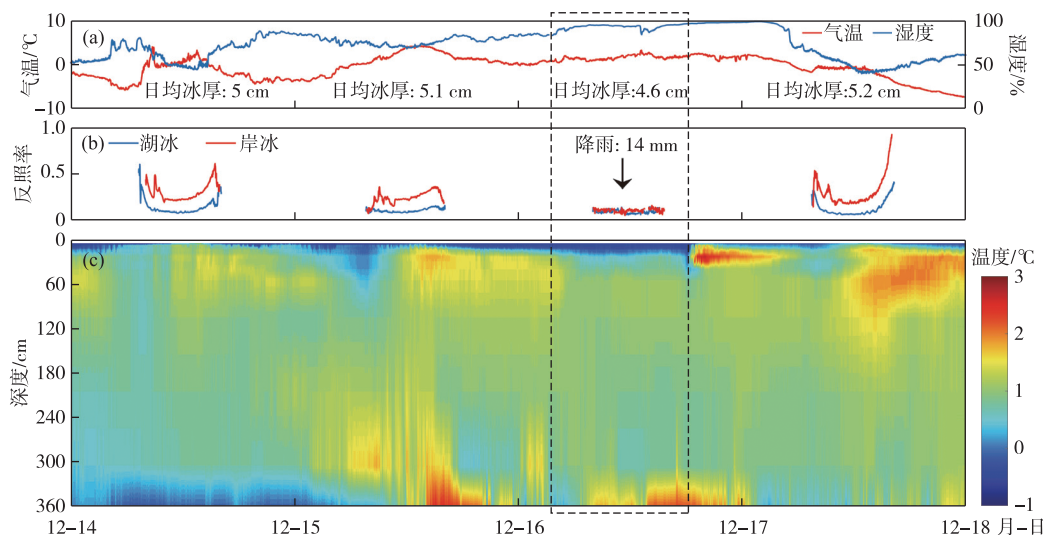 10
0
−10
气温/℃
(a)
气温
湿度
100
50
0
湿度/%
日均冰厚: 5 cm
日均冰厚: 5.1 cm
日均冰厚:4.6 cm
日均冰厚:5.2 cm
1.0
0.5
0
反照率
(b)
湖冰
岸冰
降雨: 14 mm
0
60
120
180
240
300
360
深度/cm
(c)
温度/℃
3
2
1
0
−1
12-14
12-15
12-16
12-17
12-18 月−日